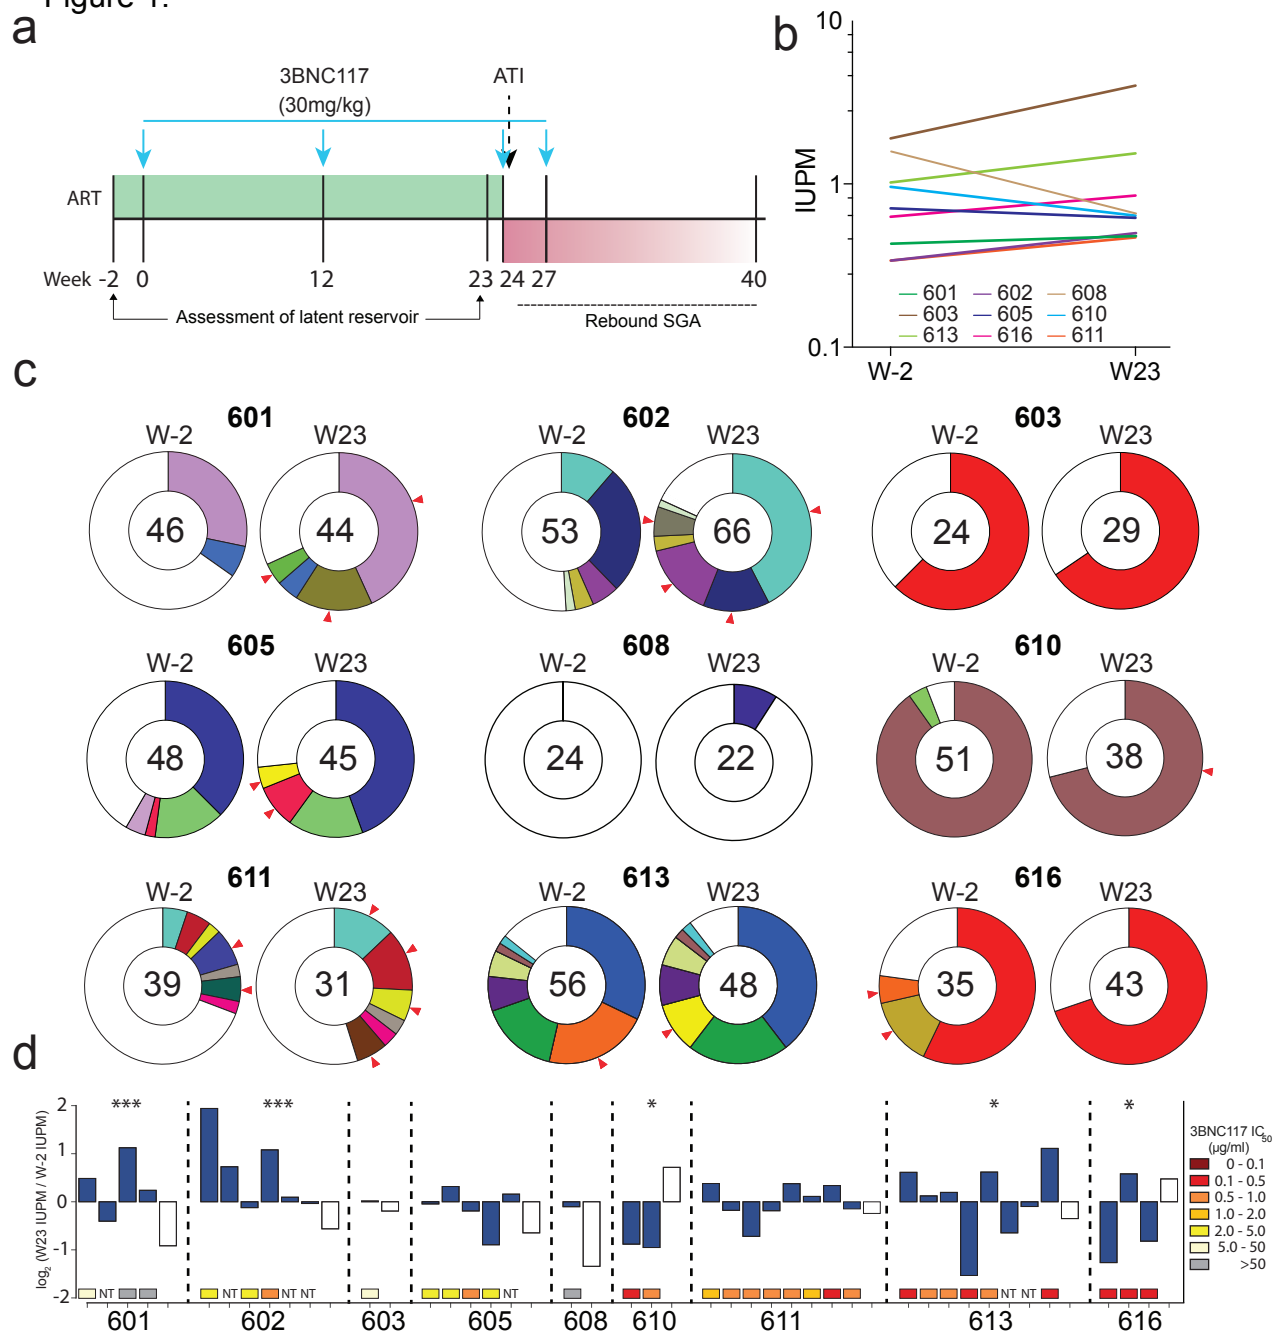 Figure 1.
a
3BNC117
(30mg/kg)
ATI
ART
Week -2 0 12 23 24 27 40
Assessment of latent reservoir
Rebound SGA
b
10
1
0.1
IUPM
W-2 W23
601 602 608
603 605 610
613 616 611
c
601
W-2 W23
46 44
602
W-2 W23
53 66
603
W-2 W23
24 29
605
W-2 W23
48 45
608
W-2 W23
24 22
610
W-2 W23
51 38
611
W-2 W23
39 31
613
W-2 W23
56 48
616
W-2 W23
35 43
d
log2 (W23 IUPM / W-2 IUPM)
2
1
0
-1
-2
*** *** * * *
NT NT NT NT NT NT NT NT
601 602 603 605 608 610 611 613 616
3BNC117 IC50
(µg/ml)
0 - 0.1
0.1 - 0.5
0.5 - 1.0
1.0 - 2.0
2.0 - 5.0
5.0 - 50
>50